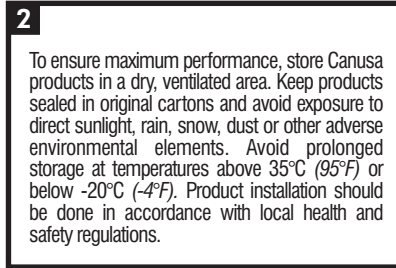 2
To ensure maximum performance, store Canusa
products in a dry, ventilated area. Keep products
sealed in original cartons and avoid exposure to
direct sunlight, rain, snow, dust or other adverse
environmental elements. Avoid prolonged
storage at temperatures above 35°C (95°F) or
below -20°C (-4°F). Product installation should
be done in accordance with local health and
safety regulations.